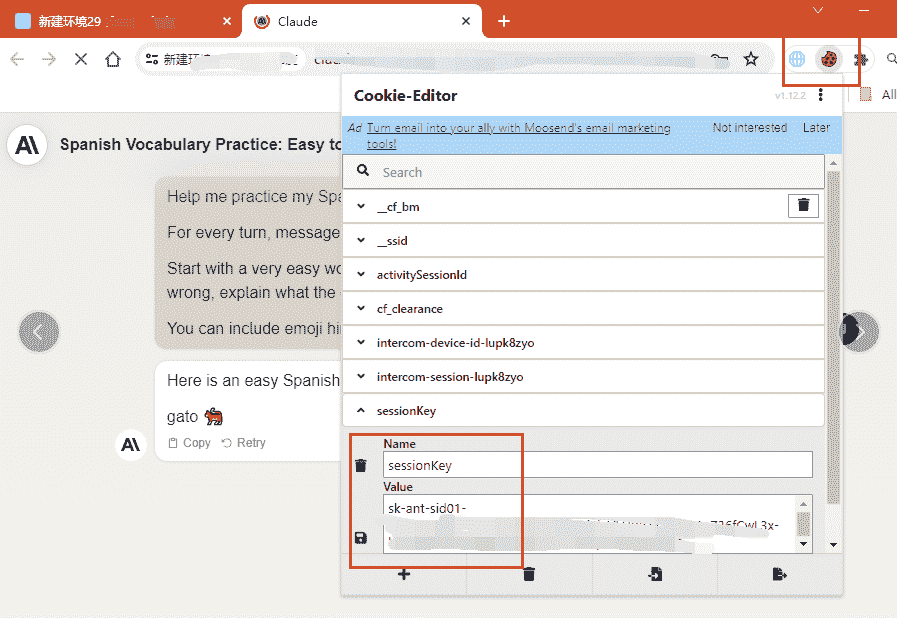 新建环境29
Claude
新建环
All
Cookie-Editor
v1.12.2
Ad Turn email into your ally with Moosend's email marketing tools!
Not interested
Later
Search
__cf_bm
__ssid
activitySessionId
cf_clearance
intercom-device-id-lupk8zyo
intercom-session-lupk8zyo
sessionKey
Name
sessionKey
Value
sk-ant-sid01-
Spanish Vocabulary Practice: Easy to
Help me practice my Spa
For every turn, message
Start with a very easy wo
wrong, explain what the
You can include emoji hi
Here is an easy Spanish
gato
Copy
Retry